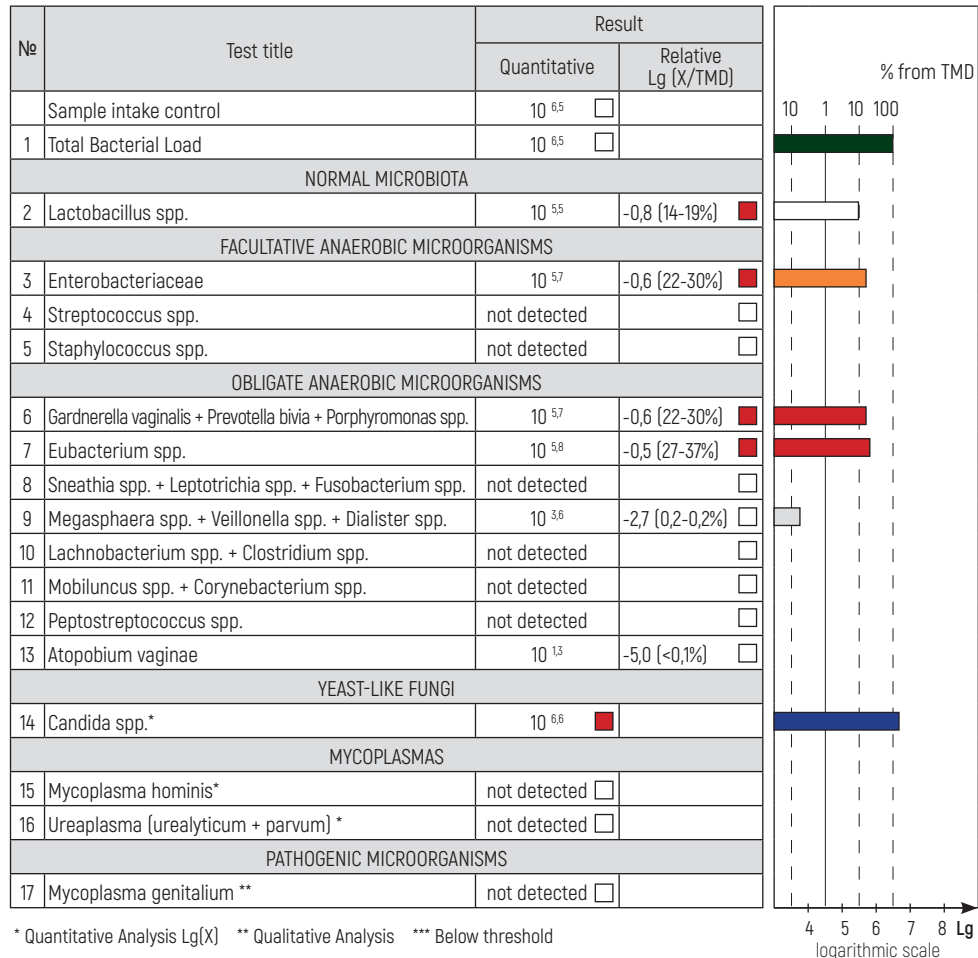 № Test title Result
Quantitative Relative Lg (X/TMD)
% from TMD
Sample intake control 10 6,5
10 1 10 100
1 Total Bacterial Load 10 6,5
NORMAL MICROBIOTA
2 Lactobacillus spp. 10 5,5 -0,8 (14-19%)
FACULTATIVE ANAEROBIC MICROORGANISMS
3 Enterobacteriaceae 10 5,7 -0,6 (22-30%)
4 Streptococcus spp. not detected
5 Staphylococcus spp. not detected
OBLIGATE ANAEROBIC MICROORGANISMS
6 Gardnerella vaginalis + Prevotella bivia + Porphyromonas spp. 10 5,7 -0,6 (22-30%)
7 Eubacterium spp. 10 5,8 -0,5 (27-37%)
8 Sneathia spp. + Leptotrichia spp. + Fusobacterium spp. not detected
9 Megasphaera spp. + Veillonella spp. + Dialister spp. 10 3,6 -2,7 (0,2-0,2%)
10 Lachnobacterium spp. + Clostridium spp. not detected
11 Mobiluncus spp. + Corynebacterium spp. not detected
12 Peptostreptococcus spp. not detected
13 Atopobium vaginae 10 1,3 -5,0 (<0,1%)
YEAST-LIKE FUNGI
14 Candida spp.* 10 6,6
MYCOPLASMAS
15 Mycoplasma hominis* not detected
16 Ureaplasma (urealyticum + parvum) * not detected
PATHOGENIC MICROORGANISMS
17 Mycoplasma genitalium ** not detected
4 5 6 7 8 Lg
logarithmic scale
* Quantitative Analysis Lg(X) ** Qualitative Analysis *** Below threshold